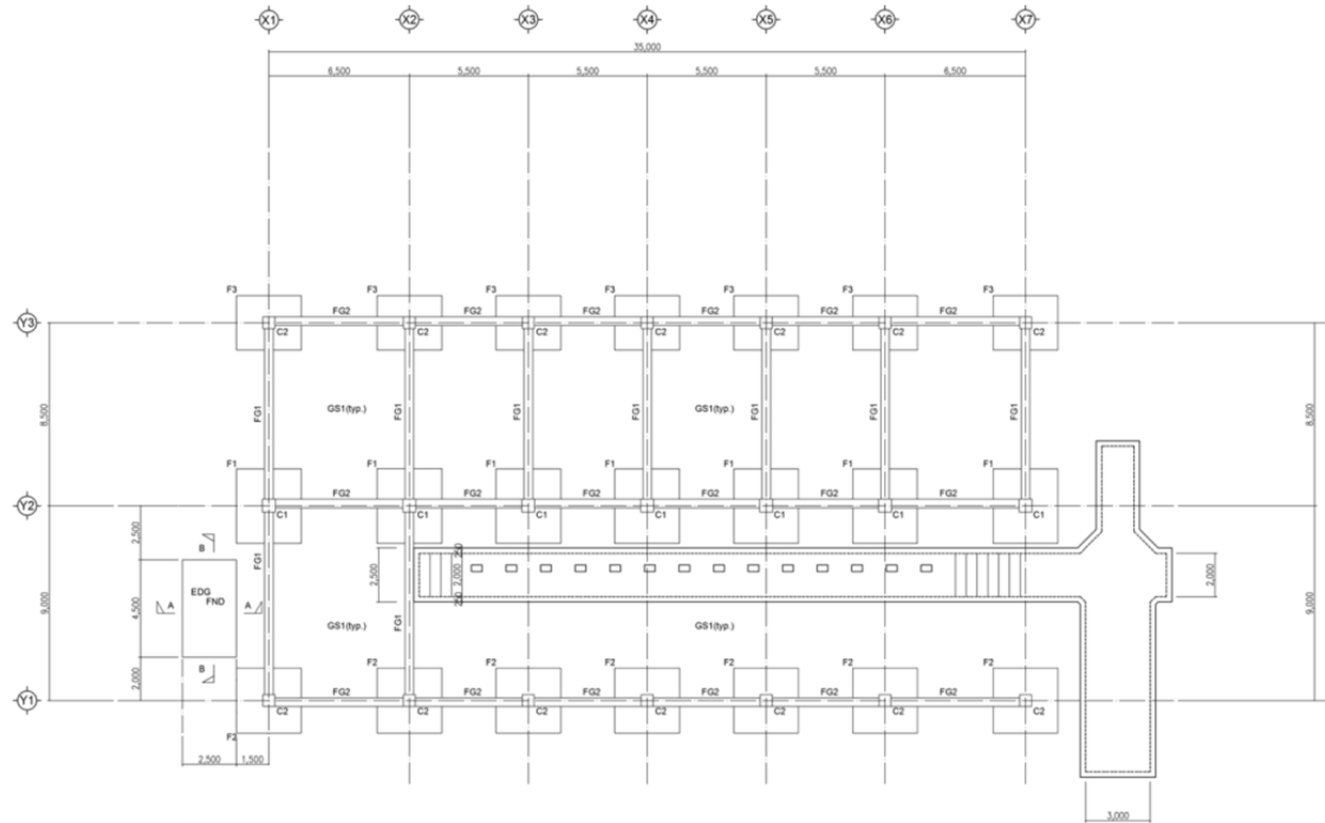 X1 X2 X3 X4 X5 X6 X7
35,000
6,500 5,500 5,500 5,500 5,500 6,500
F3 F3 F3 F3 F3 F3 F3
FG2 FG2 FG2 FG2 FG2 FG2
Y3
C2 C2 C2 C2 C2 C2 C2
8,500 FG1 GS1(typ.) FG1 FG1 FG1 GS1(typ.) FG1 FG1 FG1 8,500
F1 F1 F1 F1 F1 F1 F1
FG2 FG2 FG2 FG2 FG2 FG2
Y2
C1 C1 C1 C1 C1 C1 C1
2,500 B
FG1 250
2,500 2,000 2,000
EDG
FND
9,000 4,500 A A 250 9,000
GS1(typ.) FG1 GS1(typ.)
2,000 B
F2 F2 F2 F2 F2 F2
FG2 FG2 FG2 FG2 FG2 FG2
Y1
C2 C2 C2 C2 C2 C2 C2
F2
2,500 1,500
3,000